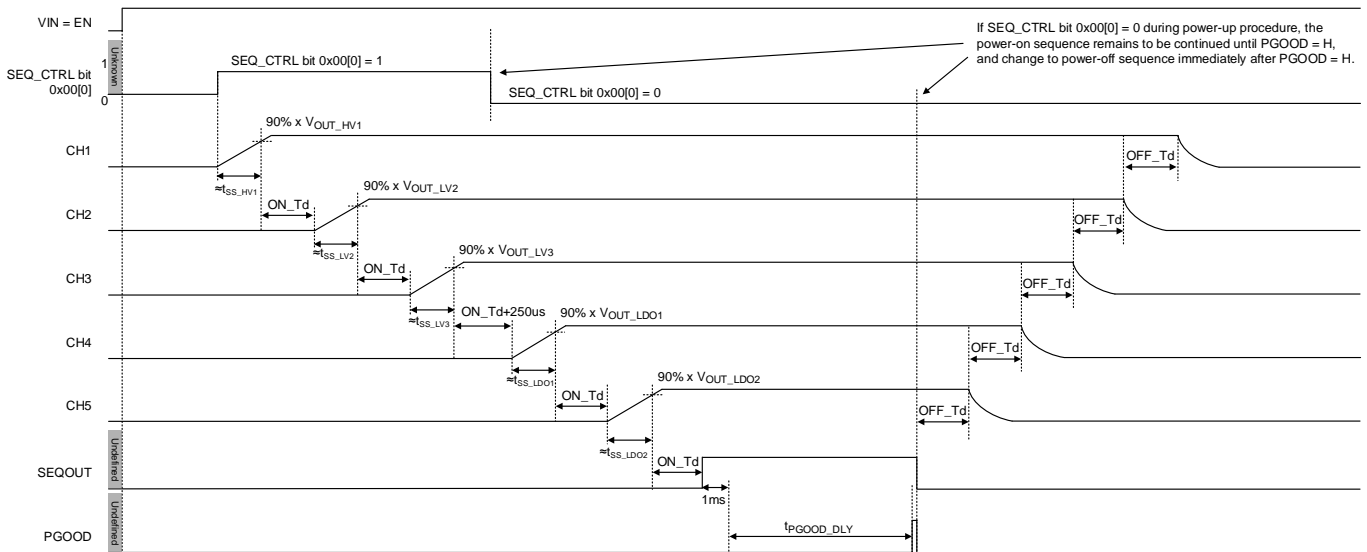 VIN = EN
If SEQ_CTRL bit 0x00[0] = 0 during power-up procedure, the
power-on sequence remains to be continued until PGOOD = H,
and change to power-off sequence immediately after PGOOD = H.
Unknown
1
SEQ_CTRL bit 0x00[0] = 1
SEQ_CTRL bit
0x00[0]
0
SEQ_CTRL bit 0x00[0] = 0
90% x VOUT_HV1
CH1
OFF_Td
≈tSS_HV1
90% x VOUT_LV2
ON_Td
CH2
OFF_Td
≈tSS_LV2
90% x VOUT_LV3
ON_Td
CH3
OFF_Td
≈tSS_LV3
ON_Td+250us
90% x VOUT_LDO1
CH4
OFF_Td
≈tSS_LDO1
90% x VOUT_LDO2
ON_Td
CH5
OFF_Td
≈tSS_LDO2
ON_Td
Undefined
SEQOUT
1ms
Undefined
tPGOOD_DLY
PGOOD